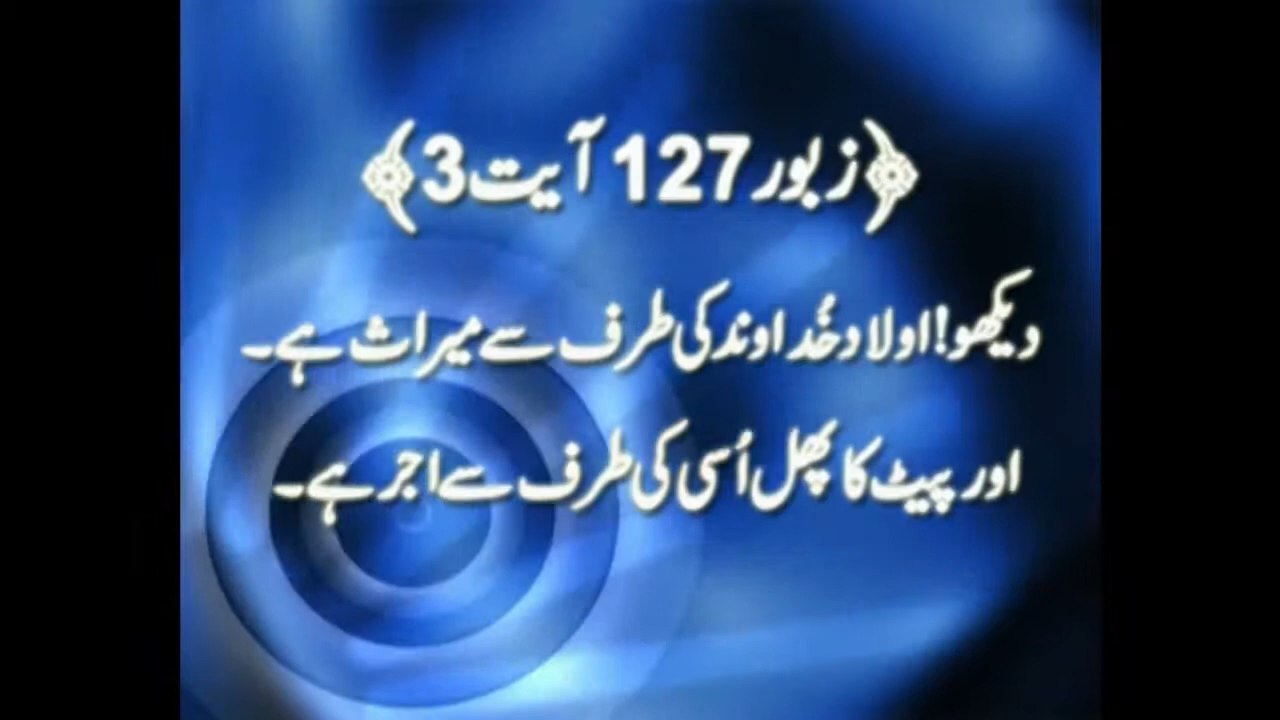 ﴿زبور 127 آیت 3﴾
دیکھو! اولاد خُداوند کی طرف سے میراث ہے۔
اور پیٹ کا پھل اُسی کی طرف سے اجر ہے۔